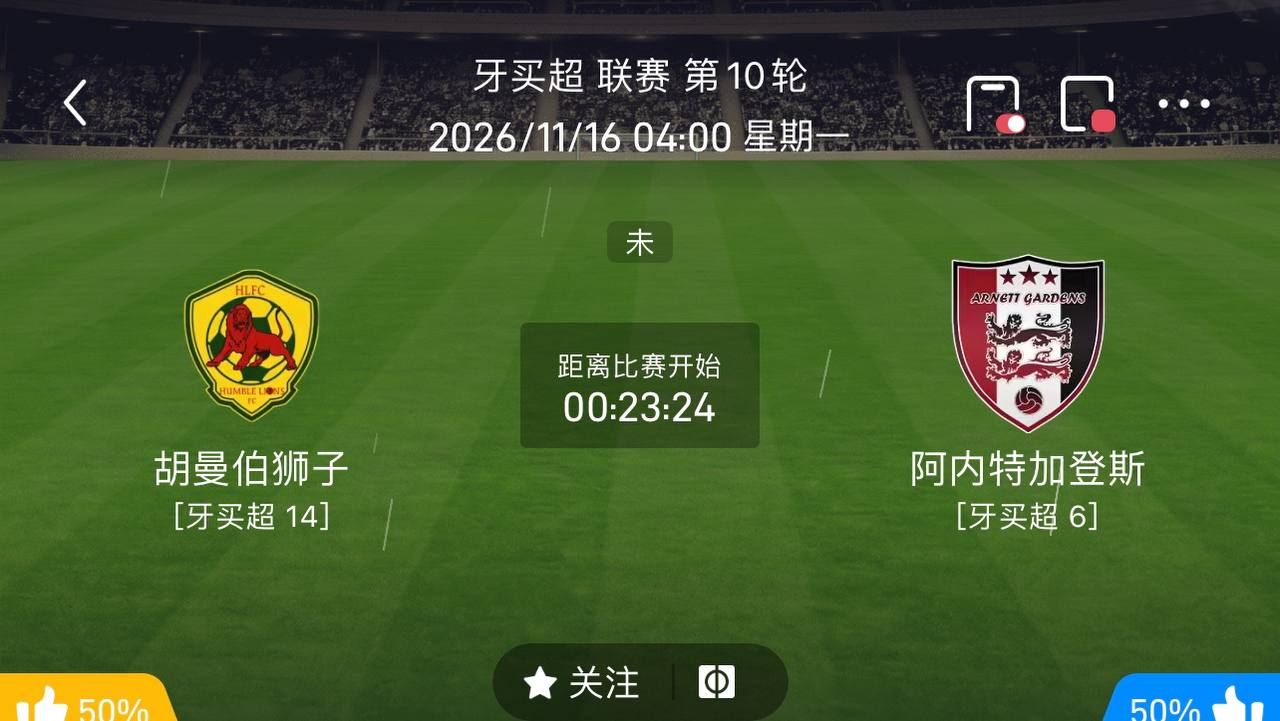 牙买超 联赛 第10轮
2026/11/16 04:00 星期一
未
HLFC
HUMBLE LIONS
FC
ARNETT GARDENS
距离比赛开始
00:23:24
胡曼伯狮子
[牙买超 14]
阿内特加登斯
[牙买超 6]
关注
50%
50%